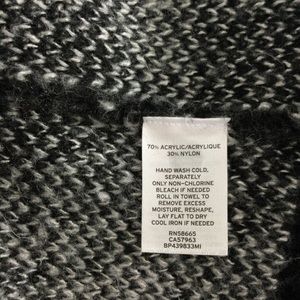 70% ACRYLIC/ACRYLIQUE
30% NYLON
HAND WASH COLD,
SEPARATELY
ONLY NON-CHLORINE
BLEACH IF NEEDED
ROLL IN TOWEL TO
REMOVE EXCESS
MOISTURE, RESHAPE,
LAY FLAT TO DRY
COOL IRON IF NEEDED
RN58665
CA57963
BP439833MI